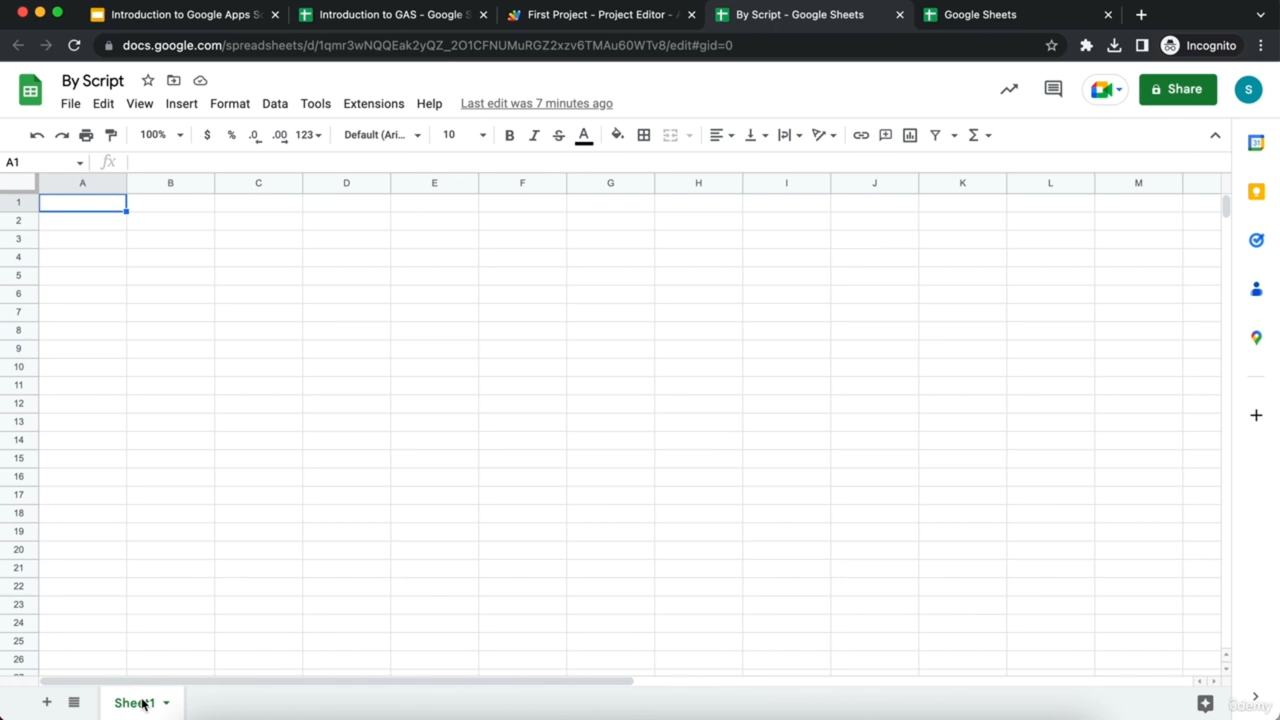 Introduction to Google Apps Sc
Introduction to GAS - Google S
First Project - Project Editor - A
By Script - Google Sheets
Google Sheets
docs.google.com/spreadsheets/d/1qmr3wNQQEak2yQZ_2O1CFNUMuRGZ2xzv6TMAu60WTv8/edit#gid=0
Incognito
By Script
File Edit View Insert Format Data Tools Extensions Help Last edit was 7 minutes ago
Share
S
100% $ % .0 .00 123 Default (Ari... 10 B I S A
31
A1 fx
A B C D E F G H I J K L M
1
2
3
4
5
6
7
8
9
10
11
12
13
14
15
16
17
18
19
20
21
22
23
24
25
26
Sheet1
ûdemy